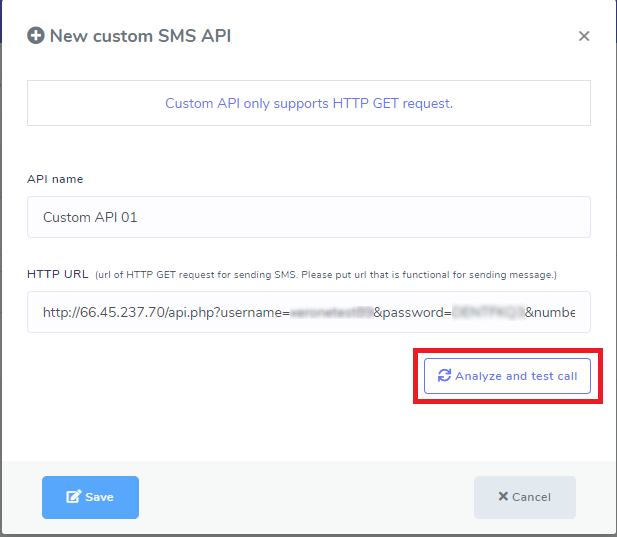 New custom SMS API
Custom API only supports HTTP GET request.
API name
Custom API 01
HTTP URL (url of HTTP GET request for sending SMS. Please put url that is functional for sending message.)
http://66.45.237.70/api.php?username= &password= &numbe
Analyze and test call
Save
Cancel